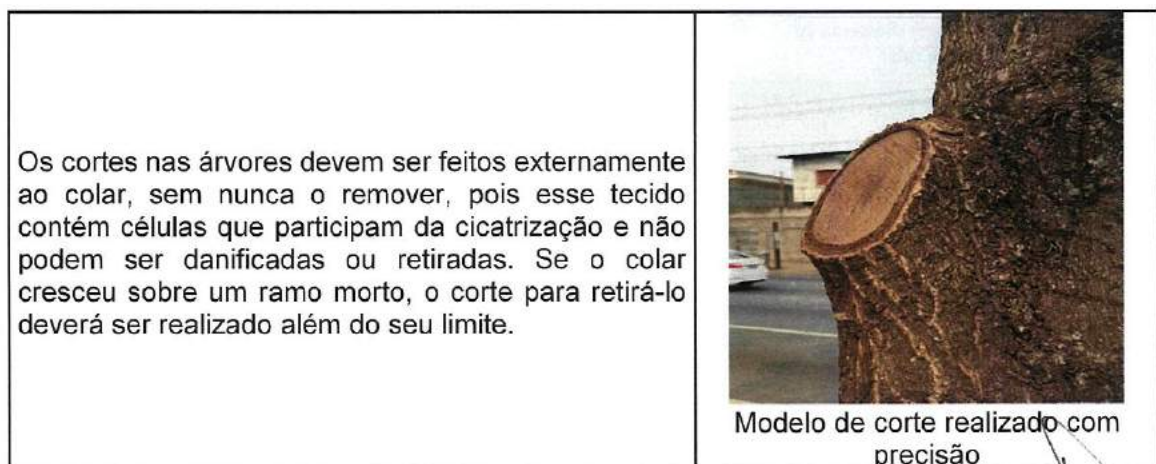 Os cortes nas árvores devem ser feitos externamente
ao colar, sem nunca o remover, pois esse tecido
contém células que participam da cicatrização e não
podem ser danificadas ou retiradas. Se o colar
cresceu sobre um ramo morto, o corte para retirá-lo
deverá ser realizado além do seu limite.
Modelo de corte realizado com
precisão